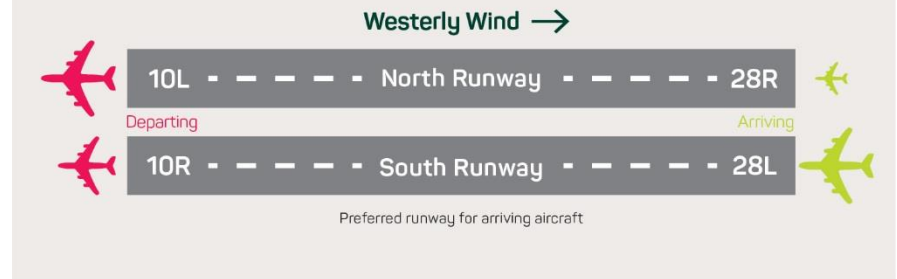 Westerly Wind →
10L North Runway 28R
Departing Arriving
10R South Runway 28L
Preferred runway for arriving aircraft